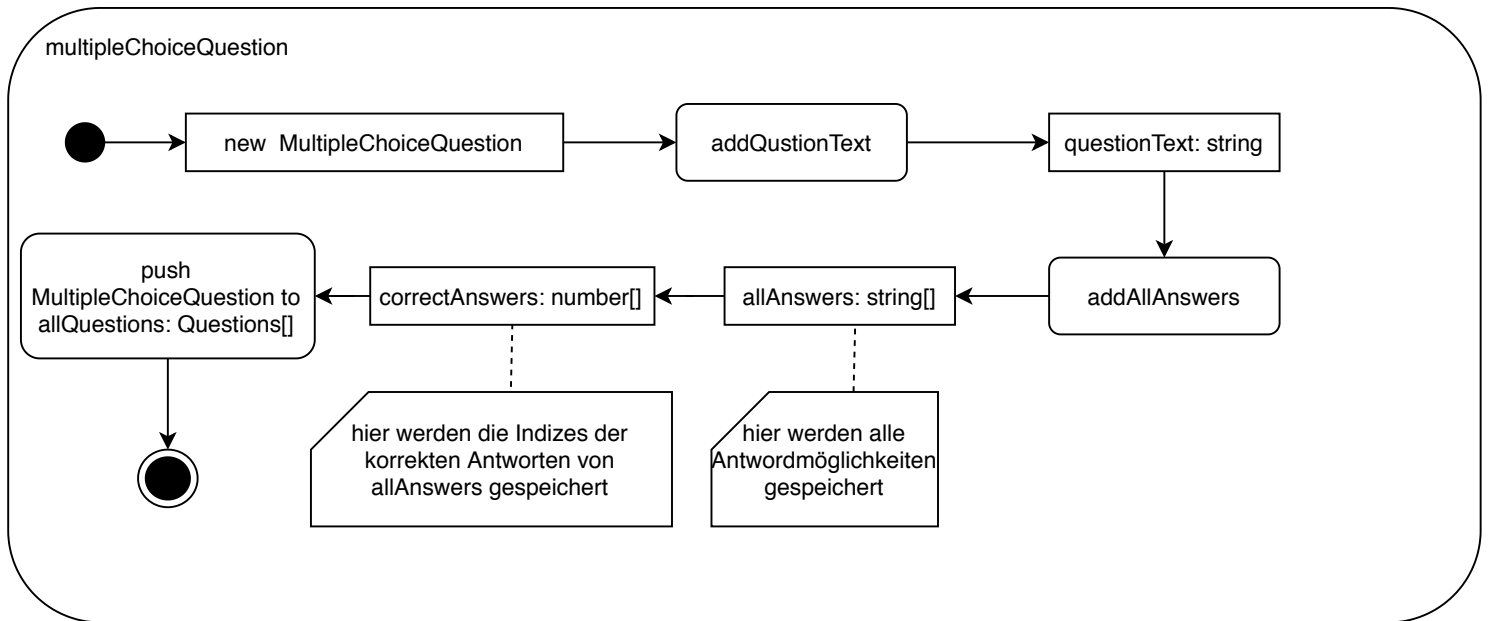 multipleChoiceQuestion
new  MultipleChoiceQuestion
addQustionText
questionText: string
push
MultipleChoiceQuestion to
allQuestions: Questions[]
correctAnswers: number[]
allAnswers: string[]
addAllAnswers
hier werden die Indizes der
korrekten Antworten von
allAnswers gespeichert
hier werden alle
Antwordmöglichkeiten
gespeichert